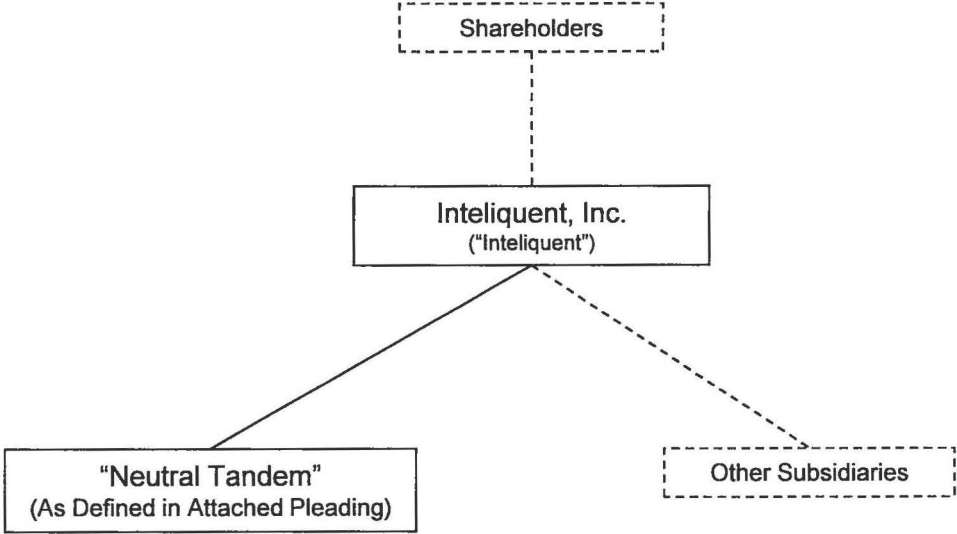 Shareholders
Inteliquent, Inc.
(“Inteliquent”)
“Neutral Tandem”
(As Defined in Attached Pleading)
Other Subsidiaries